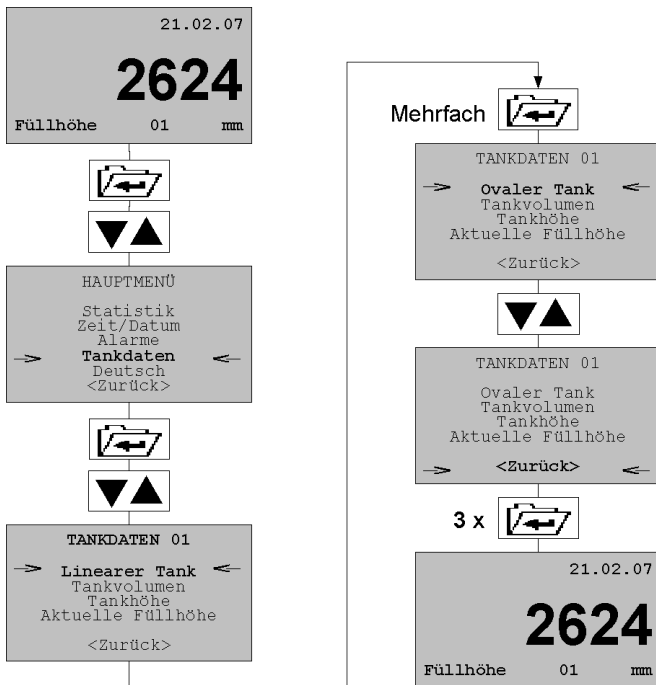 21.02.07
2624
Füllhöhe 01 mm
HAUPTMENÜ
Statistik
Zeit/Datum
Alarme
Tankdaten
Deutsch
<Zurück>
TANKDATEN 01
Linearer Tank
Tankvolumen
Tankhöhe
Aktuelle Füllhöhe
<Zurück>
Mehrfach
TANKDATEN 01
Ovaler Tank
Tankvolumen
Tankhöhe
Aktuelle Füllhöhe
<Zurück>
TANKDATEN 01
Ovaler Tank
Tankvolumen
Tankhöhe
Aktuelle Füllhöhe
<Zurück>
3 x
21.02.07
2624
Füllhöhe 01 mm